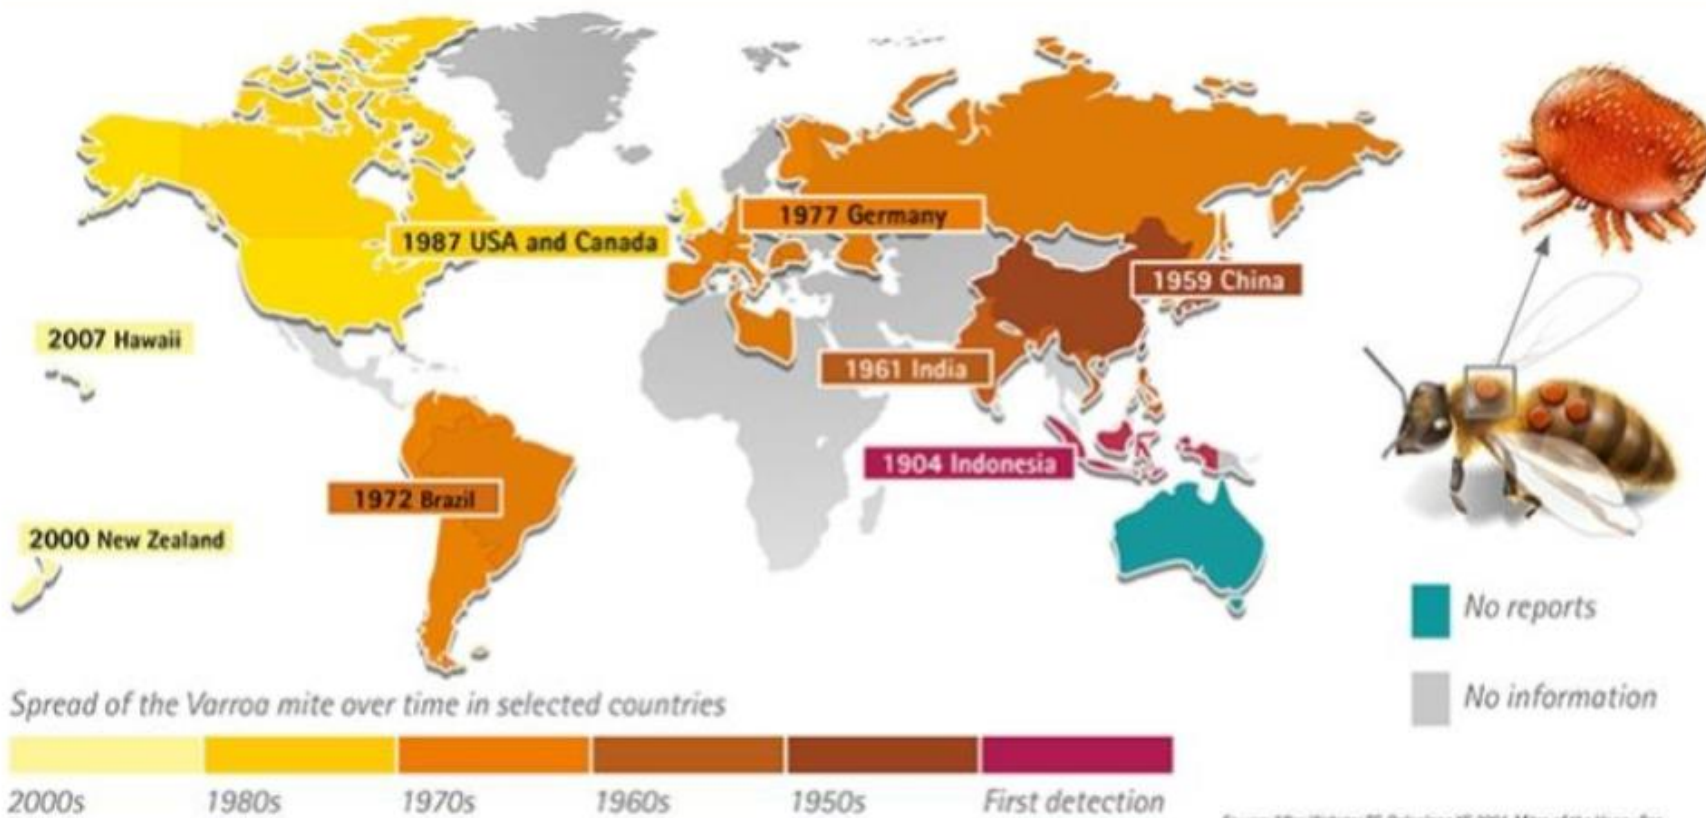 1977 Germany
1987 USA and Canada
1959 China
2007 Hawaii
1961 India
1904 Indonesia
1972 Brazil
2000 New Zealand
No reports
No information
Spread of the Varroa mite over time in selected countries
2000s 1980s 1970s 1960s 1950s First detection